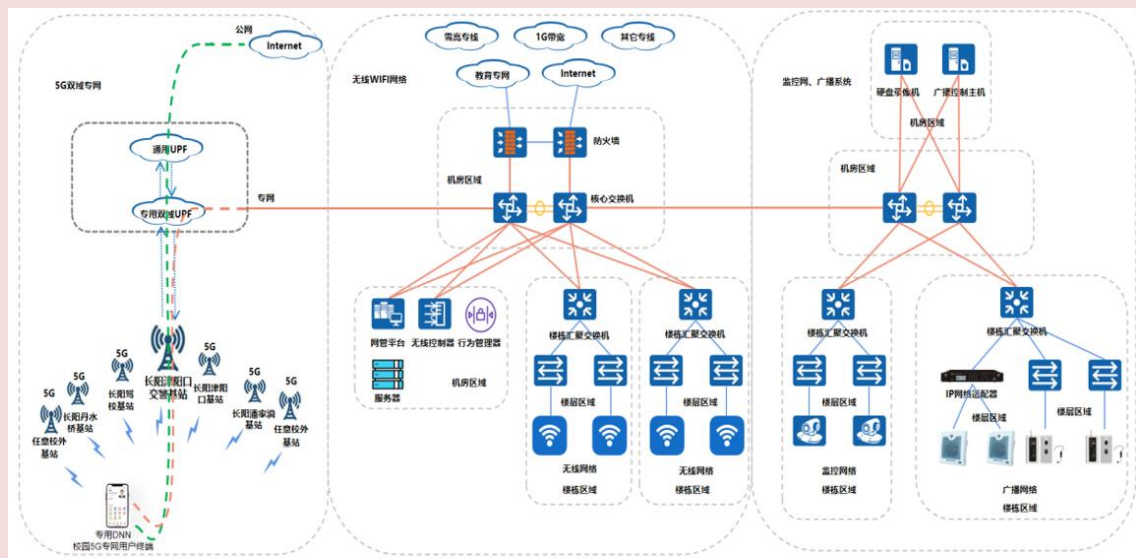 公网
Internet
5G双域专网
通用UPF
专用双域UPF
专网
5G
5G
5G
5G
5G
5G
长阳津阳口
交警基站
长阳驾
校基站
长阳津阳
口基站
长阳丹水
桥基站
长阳潘家湾
基站
任意校外
基站
任意校外
基站
专用DNN
校园5G专网用户终端
无线WIFI网络
雪亮专线
1G带宽
其它专线
教育专网
Internet
防火墙
机房区域
核心交换机
网管平台
无线控制器
行为管理器
服务器
机房区域
楼栋汇聚交换机
楼层区域
无线网络
楼栋区域
楼栋汇聚交换机
楼层区域
无线网络
楼栋区域
监控网、广播系统
硬盘录像机
广播控制主机
机房区域
机房区域
楼栋汇聚交换机
楼层区域
监控网络
楼栋区域
楼栋汇聚交换机
IP网络适配器
楼层区域
楼层区域
广播网络
楼栋区域